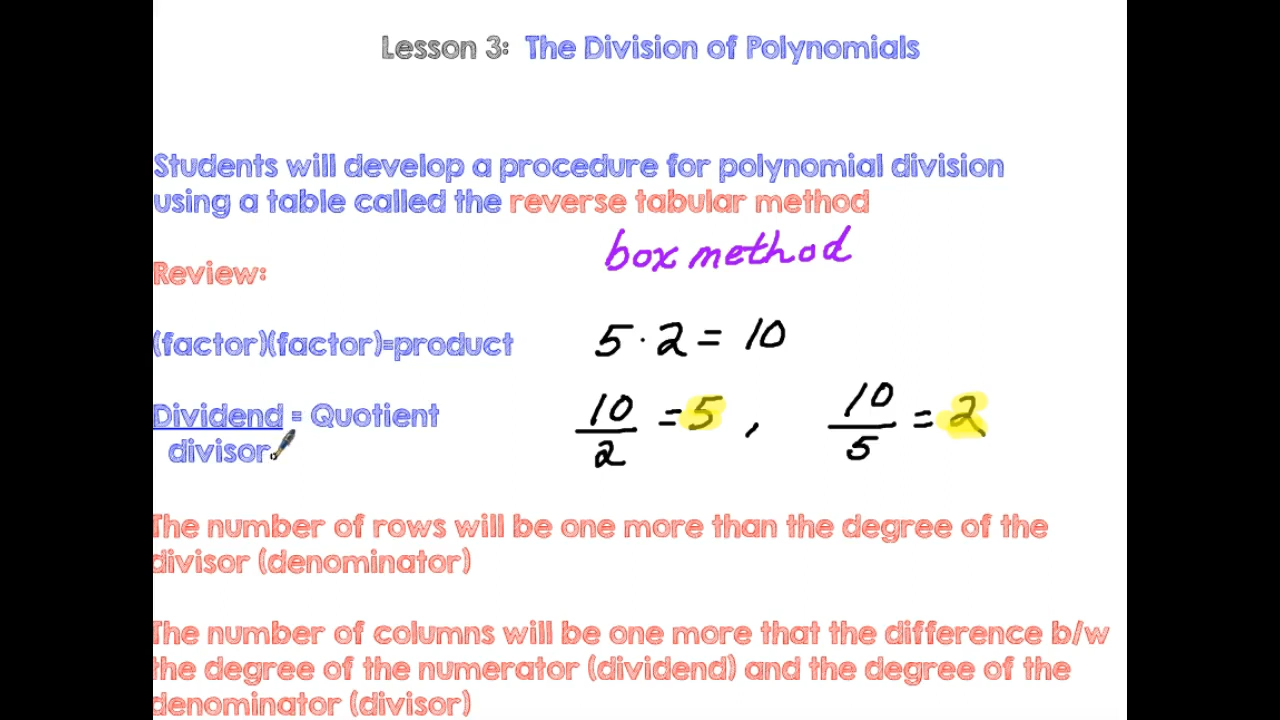 Lesson 3: The Division of Polynomials
Students will develop a procedure for polynomial division
using a table called the reverse tabular method
box method
Review:
(factor)(factor)=product 5 · 2 = 10
Dividend = Quotient 10/2 = 5 , 10/5 = 2
divisor
The number of rows will be one more than the degree of the
divisor (denominator)
The number of columns will be one more that the difference b/w
the degree of the numerator (dividend) and the degree of the
denominator (divisor)